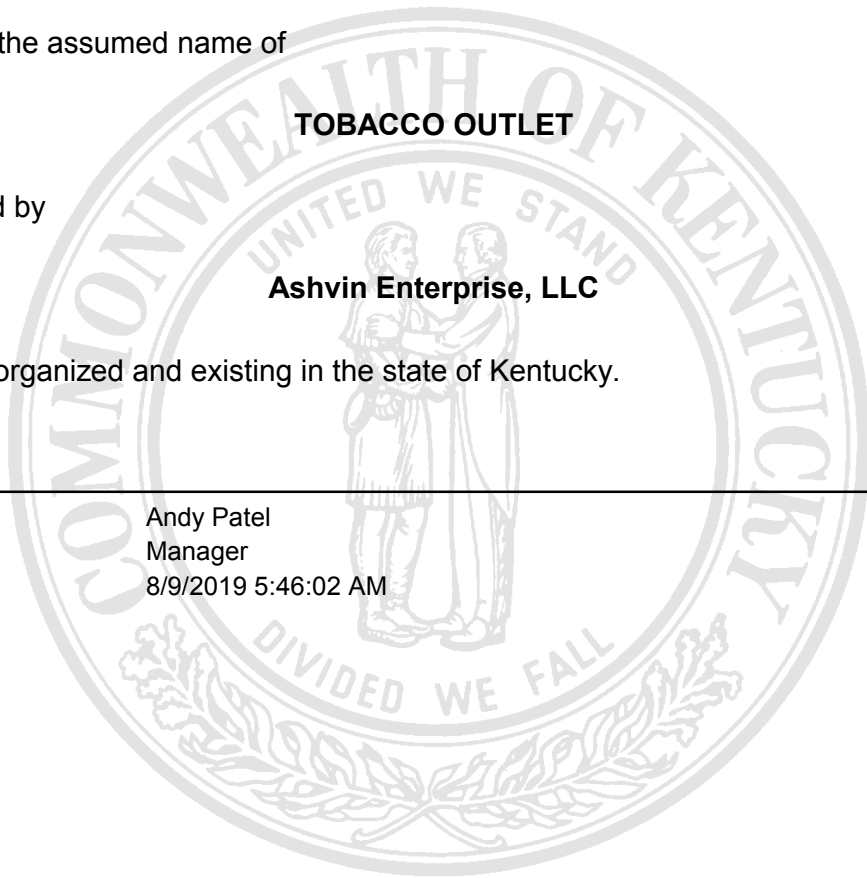 the assumed name of
TOBACCO OUTLET
d by
Ashvin Enterprise, LLC
organized and existing in the state of Kentucky.
Andy Patel
Manager
8/9/2019 5:46:02 AM
COMMONWEALTH OF KENTUCKY
UNITED WE STAND
DIVIDED WE FALL